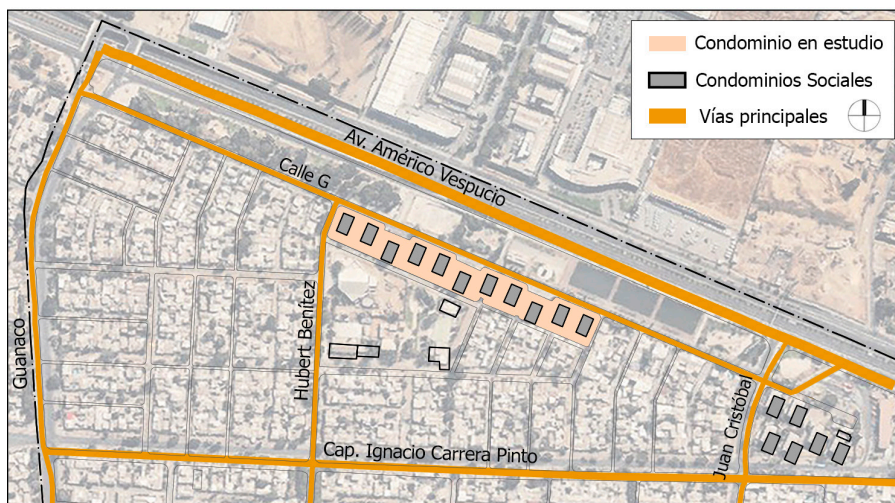 Condominio en estudio
Condominios Sociales
Vías principales
Av. Américo Vespucio
Calle G
Hubert Benítez
Guanaco
Juan Cristóbal
Cap. Ignacio Carrera Pinto